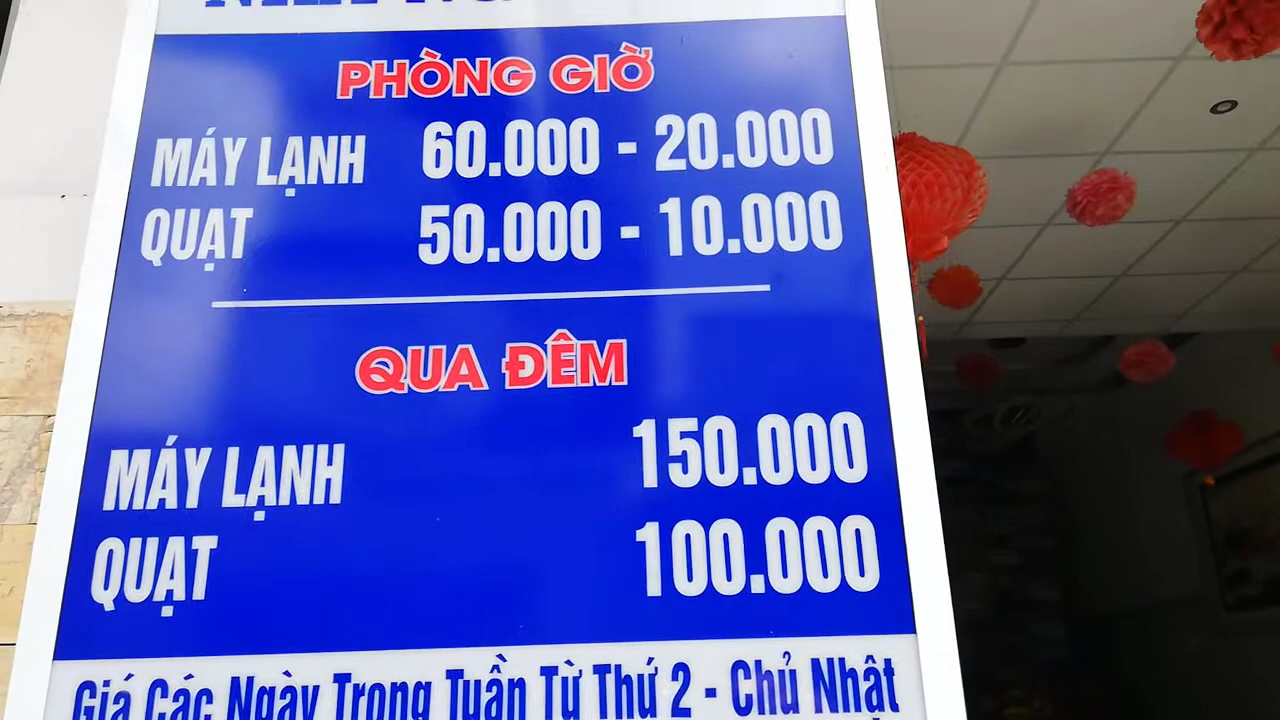 PHÒNG GIỜ
MÁY LẠNH 60.000 - 20.000
QUẠT 50.000 - 10.000
QUA ĐÊM
MÁY LẠNH 150.000
QUẠT 100.000
Giá Các Ngày Trong Tuần Từ Thứ 2 - Chủ Nhật